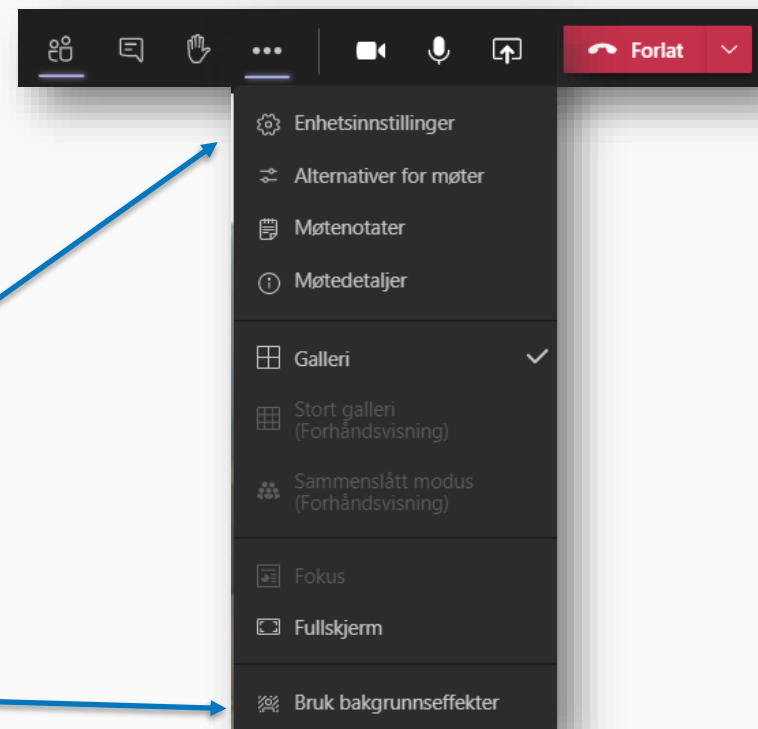 Forlat
Enhetsinnstillinger
Alternativer for møter
Møtenotater
Møtedetaljer
Galleri
Stort galleri
(Forhåndsvisning)
Sammenslått modus
(Forhåndsvisning)
Fokus
Fullskjerm
Bruk bakgrunnseffekter